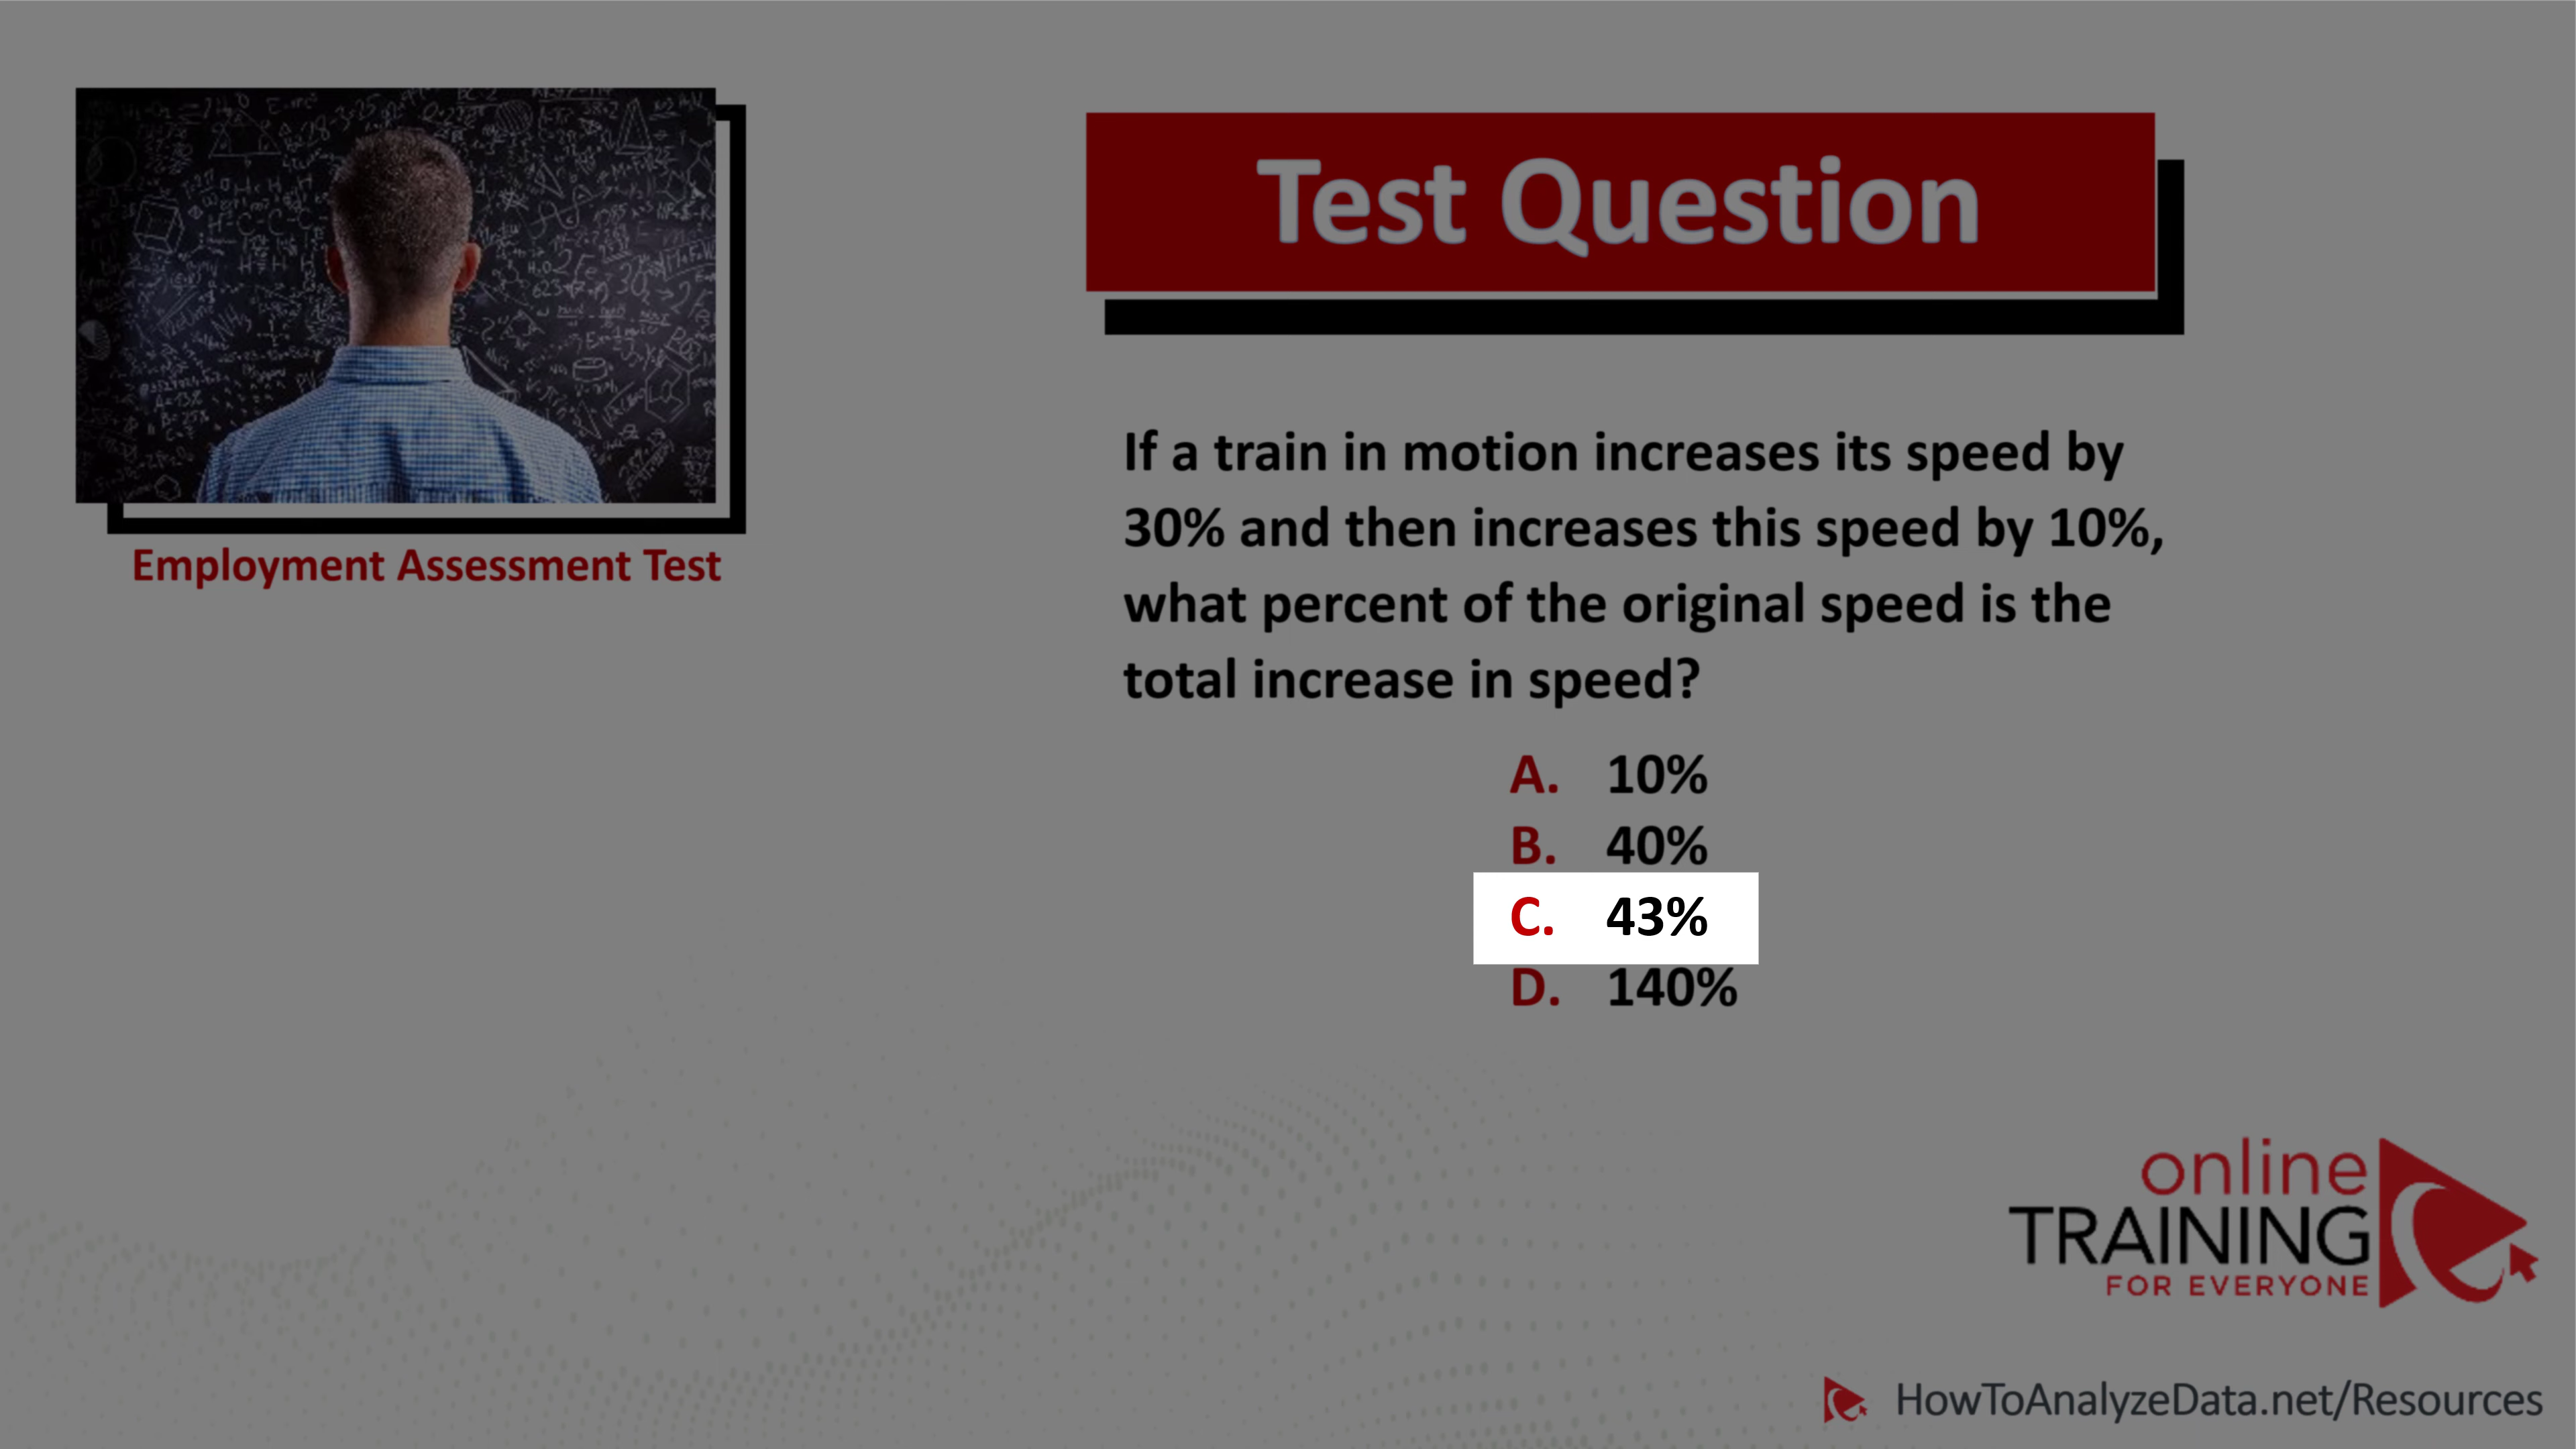 Test Question
Employment Assessment Test
If a train in motion increases its speed by
30% and then increases this speed by 10%,
what percent of the original speed is the
total increase in speed?
A. 10%
B. 40%
C. 43%
D. 140%
online
TRAINING
FOR EVERYONE
HowToAnalyzeData.net/Resources